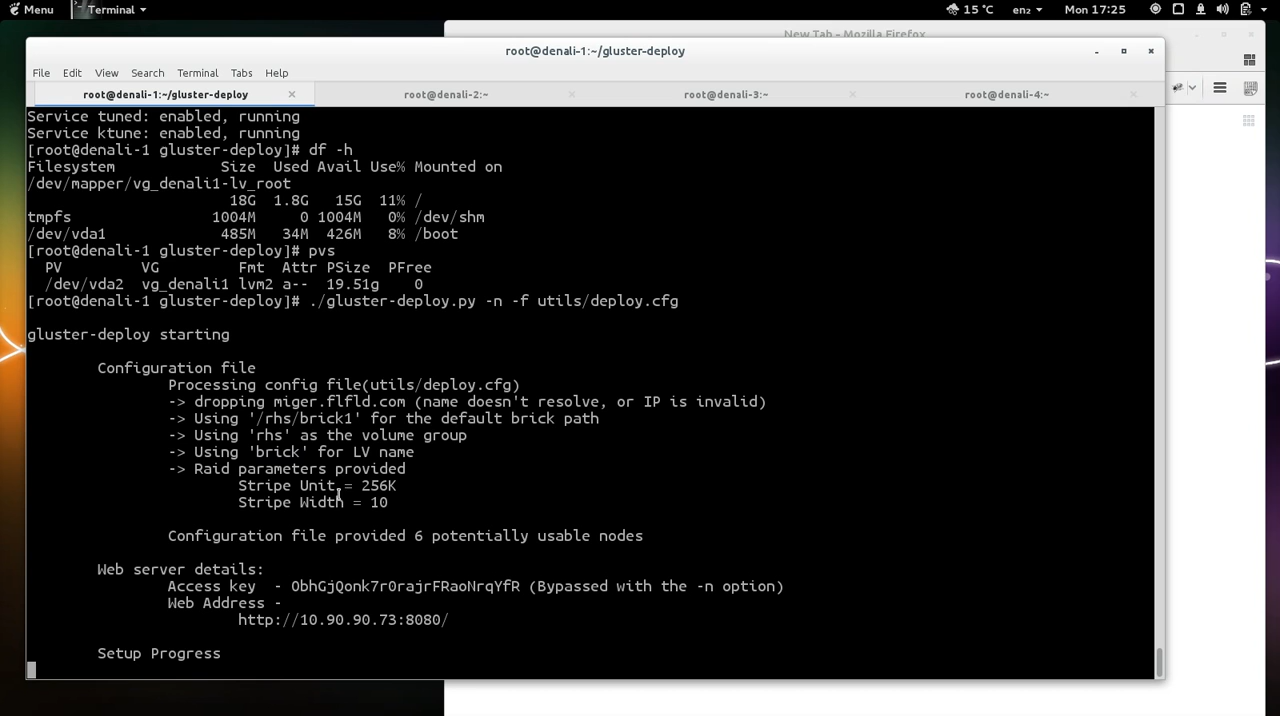 Menu Terminal 15 °C en₂ Mon 17:25
New Tab - Mozilla Firefox
root@denali-1:~/gluster-deploy
File Edit View Search Terminal Tabs Help
root@denali-1:~/gluster-deploy root@denali-2:~ root@denali-3:~ root@denali-4:~
Service tuned: enabled, running
Service ktune: enabled, running
[root@denali-1 gluster-deploy]# df -h
Filesystem Size Used Avail Use% Mounted on
/dev/mapper/vg_denali1-lv_root
18G 1.8G 15G 11% /
tmpfs 1004M 0 1004M 0% /dev/shm
/dev/vda1 485M 34M 426M 8% /boot
[root@denali-1 gluster-deploy]# pvs
PV VG Fmt Attr PSize PFree
/dev/vda2 vg_denali1 lvm2 a-- 19.51g 0
[root@denali-1 gluster-deploy]# ./gluster-deploy.py -n -f utils/deploy.cfg
gluster-deploy starting
Configuration file
Processing config file(utils/deploy.cfg)
-> dropping miger.flfld.com (name doesn't resolve, or IP is invalid)
-> Using '/rhs/brick1' for the default brick path
-> Using 'rhs' as the volume group
-> Using 'brick' for LV name
-> Raid parameters provided
Stripe Unit = 256K
Stripe Width = 10
Configuration file provided 6 potentially usable nodes
Web server details:
Access key - ObhGjQonk7r0rajrFRaoNrqYfR (Bypassed with the -n option)
Web Address -
http://10.90.90.73:8080/
Setup Progress